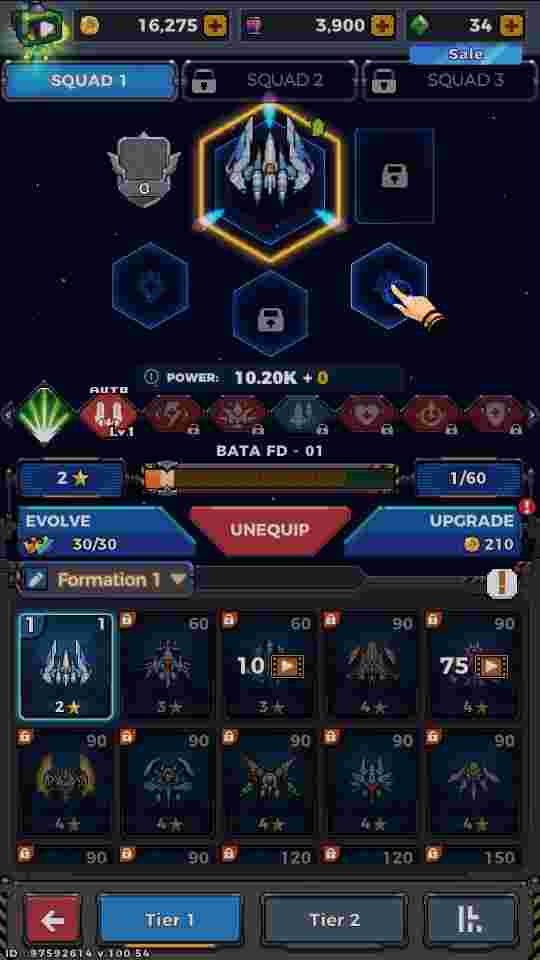 16,275
3,900
34
Sale
SQUAD 1
SQUAD 2
SQUAD 3
0
POWER: 10.20K + 0
AUTO
Lv.1
BATA FD - 01
2
1/60
EVOLVE
30/30
UNEQUIP
UPGRADE
210
Formation 1
1 1
60
60
90
90
10
75
2
3
3
4
4
90
90
90
90
90
4
4
4
4
4
90
90
120
120
150
Tier 1
Tier 2
ID : 97592614 v.100.54